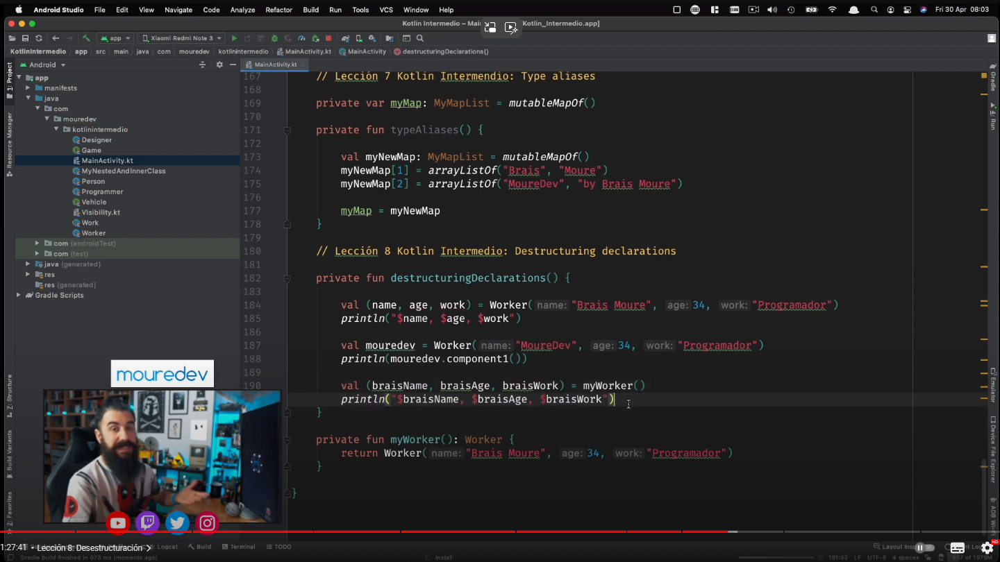 Android Studio File Edit View Navigate Code Analyze Refactor Build Run Tools VCS Window Help Fri 30 Apr 08:03
Kotlin Intermedio – Mai Kotlin_Intermedio.app]
app Xiaomi Redmi Note 3
KotlinIntermedio app src main java com mouredev kotlinintermedio MainActivity.kt MainActivity destructuringDeclarations()
Android MainActivity.kt
1: Project
Resource Manager
Z: Structure
Build Variants
2: Favorites
app
manifests
java
com
mouredev
kotlinintermedio
Designer
Game
MainActivity.kt
MyNestedAndInnerClass
Person
Programmer
Vehicle
Visibility.kt
Work
Worker
com (androidTest)
com (test)
java (generated)
res
res (generated)
Gradle Scripts
167 // Lección 7 Kotlin Intermendio: Type aliases
168
169 private var myMap: MyMapList = mutableMapOf()
170
171 private fun typeAliases() {
172
173 val myNewMap: MyMapList = mutableMapOf()
174 myNewMap[1] = arrayListOf("Brais", "Moure")
175 myNewMap[2] = arrayListOf("MoureDev", "by Brais Moure")
176
177 myMap = myNewMap
178 }
179
180 // Lección 8 Kotlin Intermedio: Destructuring declarations
181
182 private fun destructuringDeclarations() {
183
184 val (name, age, work) = Worker( name: "Brais Moure", age: 34, work: "Programador")
185 println("$name, $age, $work")
186
187 val mouredev = Worker( name: "MoureDev", age: 34, work: "Programador")
188 println(mouredev.component1())
189
190 val (braisName, braisAge, braisWork) = myWorker()
println("$braisName, $braisAge, $braisWork")
}
private fun myWorker(): Worker {
return Worker( name: "Brais Moure", age: 34, work: "Programador")
}
}
mouredev
Gradle
4: Run
Emulator
Device File Explorer
ADB Wi-F
1:27:41 • Lección 8: Desestructuración >
6: Logcat Build Terminal TODO Layout Insp
Gradle build finished in 973 ms (moments ago) Install 191:53 LF UTF-8 4 spaces 507 of 1979M
HD